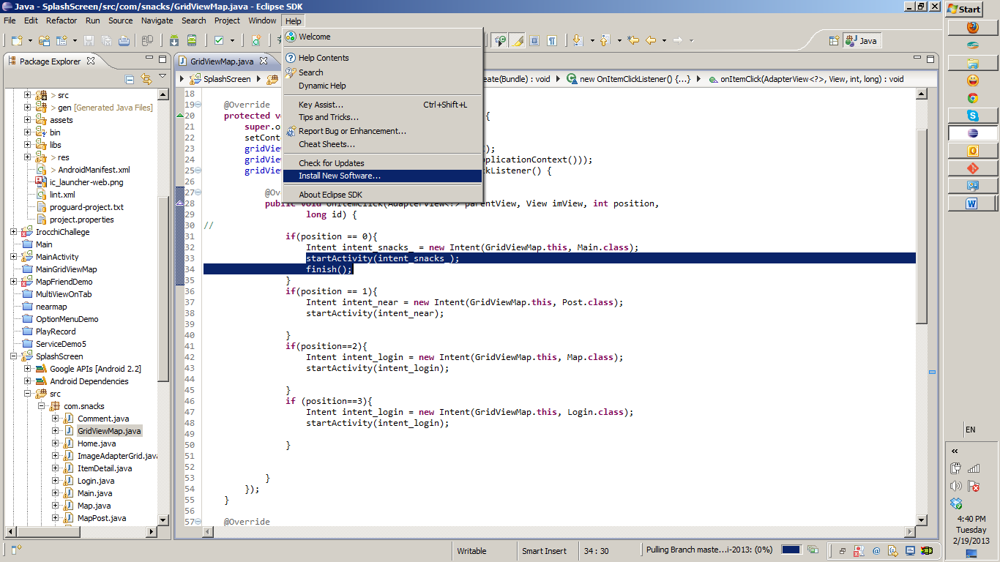 Java - SplashScreen/src/com/snacks/GridViewMap.java - Eclipse SDK
File Edit Refactor Run Source Navigate Search Project Window Help
Welcome
Help Contents
Search
Dynamic Help
Key Assist... Ctrl+Shift+L
Tips and Tricks...
Report Bug or Enhancement...
Cheat Sheets...
Check for Updates
Install New Software...
About Eclipse SDK
Java
Package Explorer
> src
> gen [Generated Java Files]
assets
bin
libs
> res
> AndroidManifest.xml
ic_launcher-web.png
lint.xml
proguard-project.txt
project.properties
IrocchiChallege
Main
MainActivity
MainGridViewMap
MapFriendDemo
MultiViewOnTab
nearmap
OptionMenuDemo
PlayRecord
ServiceDemo5
SplashScreen
Google APIs [Android 2.2]
Android Dependencies
src
com.snacks
Comment.java
GridViewMap.java
Home.java
ImageAdapterGrid.java
ItemDetail.java
Login.java
Main.java
Map.java
MapPost.java
GridViewMap.java
SplashScreen eate(Bundle) : void new OnItemClickListener() {...} onItemClick(AdapterView<?>, View, int, long) : void
18
19 @Override
20 protected v {
21 super.o
22 setCont
23 gridVie );
24 gridVie plicationContext()));
25 gridVie ckListener() {
26
27 @Ov
28 public void onItemClick(AdapterView<?> parentView, View imView, int position,
29 long id) {
30 //
31 if(position == 0){
32 Intent intent_snacks_ = new Intent(GridViewMap.this, Main.class);
33 startActivity(intent_snacks_);
34 finish();
35 }
36 if(position == 1){
37 Intent intent_near = new Intent(GridViewMap.this, Post.class);
38 startActivity(intent_near);
39
40 }
41 if(position==2){
42 Intent intent_login = new Intent(GridViewMap.this, Map.class);
43 startActivity(intent_login);
44
45 }
46 if (position==3){
47 Intent intent_login = new Intent(GridViewMap.this, Login.class);
48 startActivity(intent_login);
49
50 }
51
52
53 }
54 });
55 }
56
57 @Override
Writable Smart Insert 34 : 30 Pulling Branch maste...i-2013: (0%)
Start
EN
«
4:40 PM
Tuesday
2/19/2013